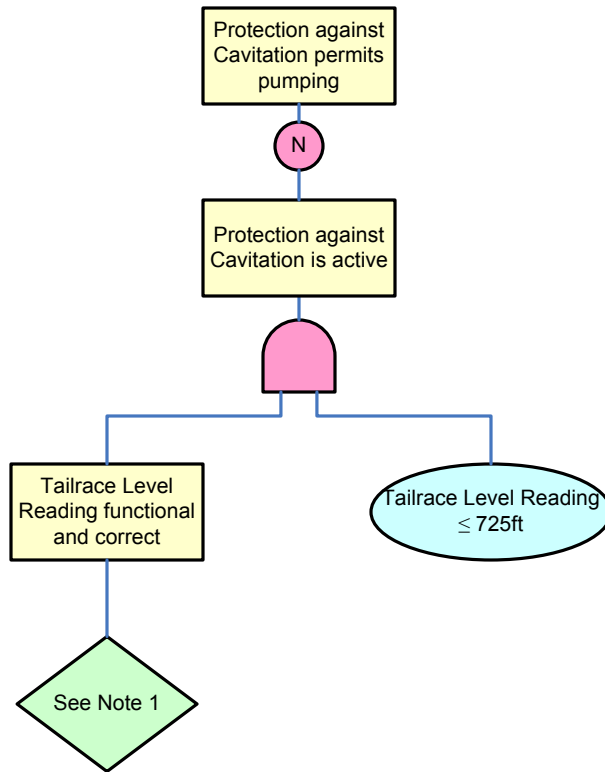 Protection against
Cavitation permits
pumping
N
Protection against
Cavitation is active
Tailrace Level
Reading functional
and correct
Tailrace Level Reading
≤ 725ft
See Note 1